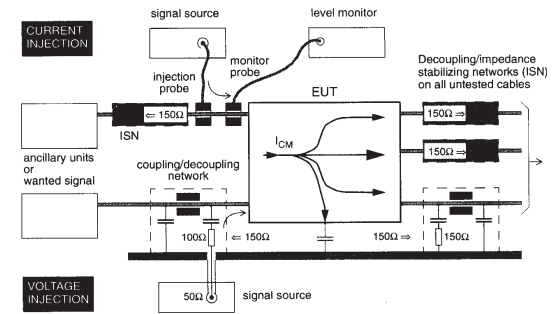 CURRENT
INJECTION
signal source
level monitor
injection
probe
monitor
probe
Decoupling/impedance
stabilizing networks (ISN)
on all untested cables
EUT
⇐ 150Ω
150Ω ⇒
ISN
150Ω ⇒
I CM
ancillary units
or
wanted signal
coupling/decoupling
network
100Ω
⇐ 150Ω
150Ω ⇒
150Ω
VOLTAGE
INJECTION
50Ω
signal source